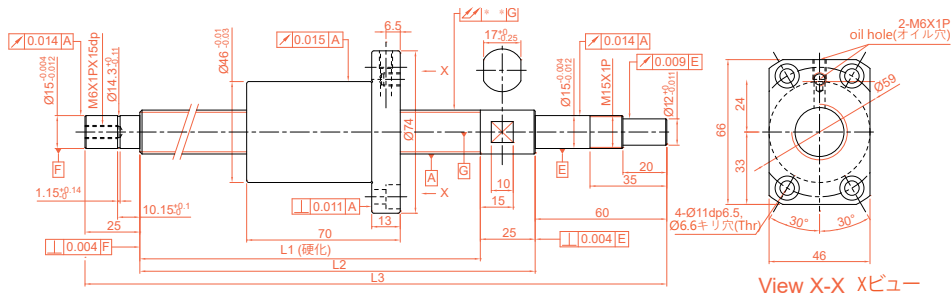 0.014 A
Ø15-0.004 -0.012
M6X1PX15dp
Ø14.3+0 -0.11
Ø46-0.01 -0.03
0.015 A
6.5
* * G
17+0 -0.25
0.014 A
Ø15-0.004 -0.012
M15X1P
0.009 E
Ø12+0 -0.011
2-M6X1P
oil hole(オイル穴)
X
Ø59
Ø74
24
66
33
F
A
G
E
X
1.15+0.14 -0
10.15+0.1 -0
25
0.011 A
13
70
10
15
20
35
60
25
4-Ø11dp6.5,
Ø6.6キリ穴(Thr)
30°
30°
46
0.004 F
0.004 E
L1 (硬化)
L2
L3
View X-X Xビュー